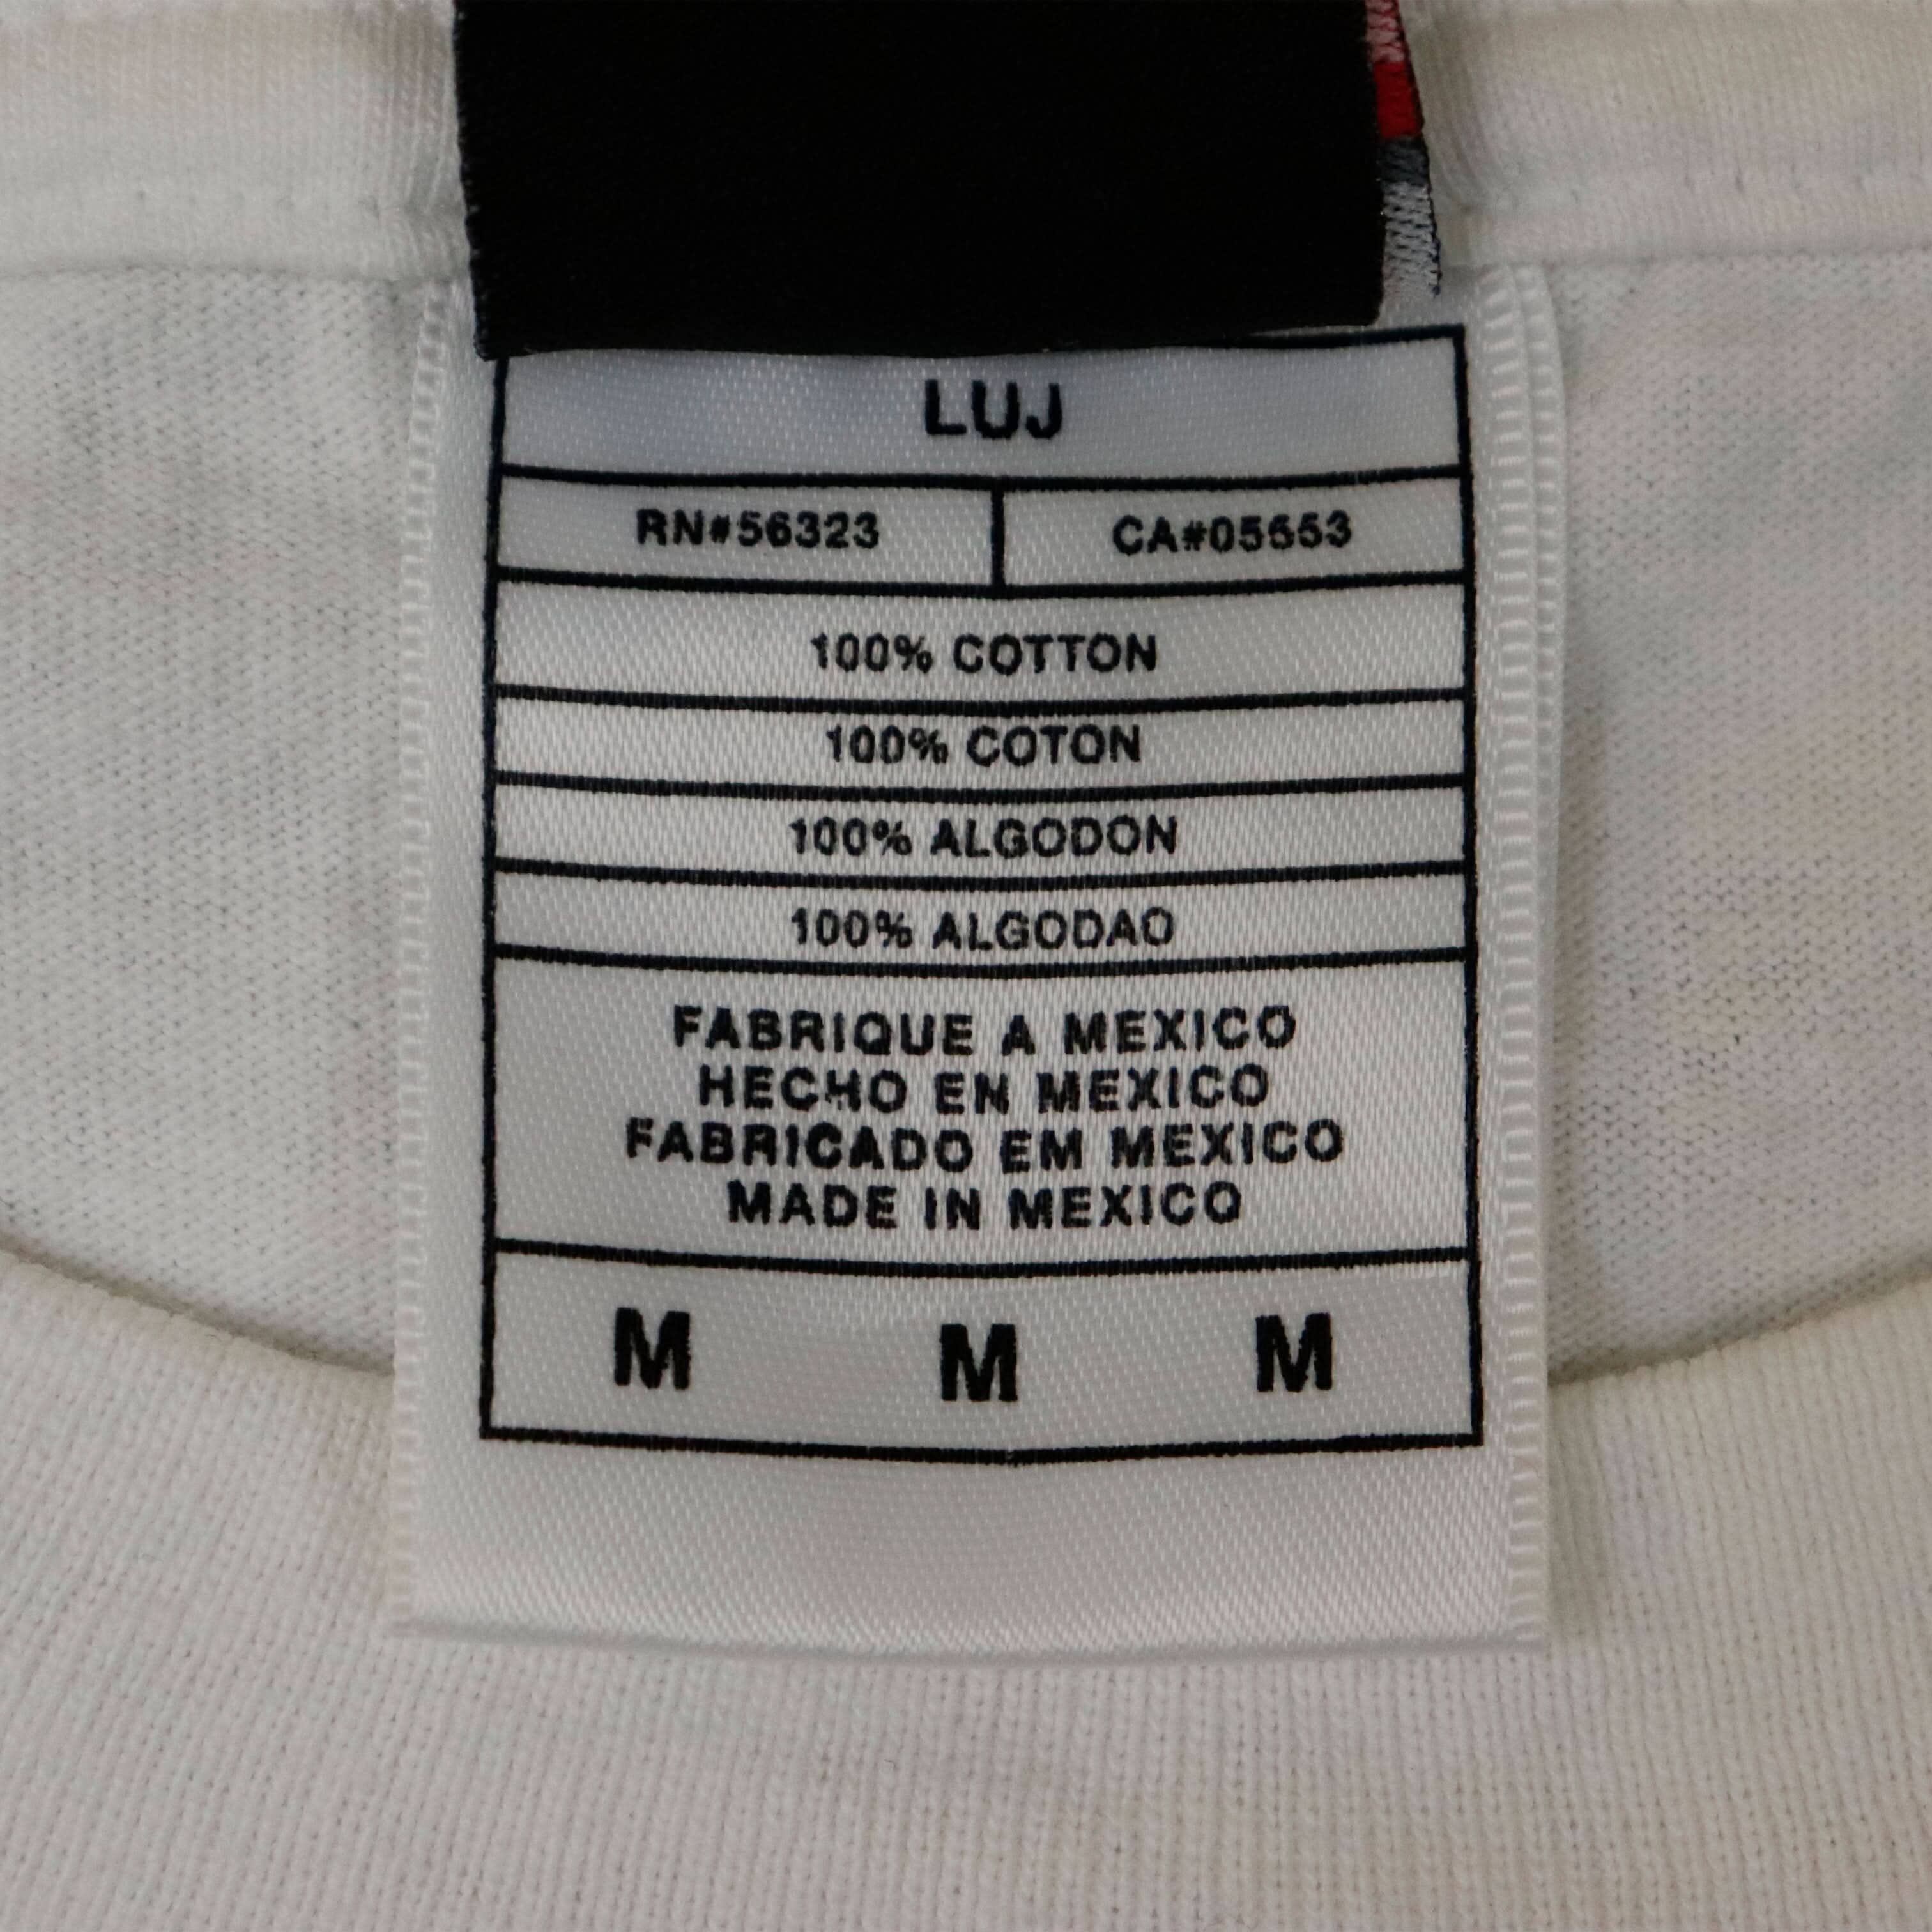 LUJ
RN#56323 CA#05553
100% COTTON
100% COTON
100% ALGODON
100% ALGODAO
FABRIQUE A MEXICO
HECHO EN MEXICO
FABRICADO EM MEXICO
MADE IN MEXICO
M M M